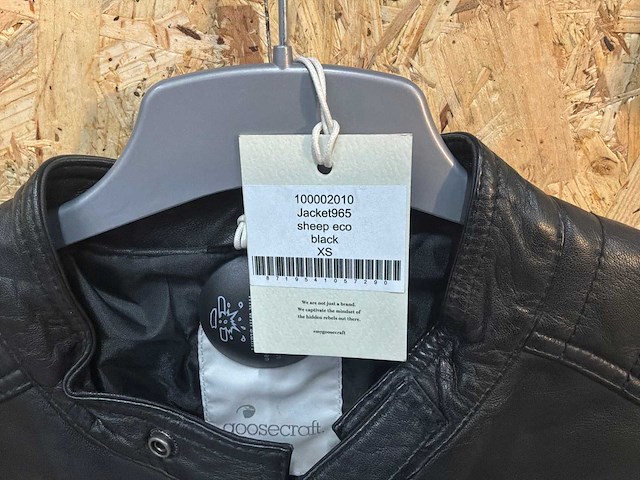 100002010
Jacket965
sheep eco
black
XS
8719541057290
We are not just a brand.
We captivate the mindset of
the hidden rebels out there.
#mygoosecraft
goosecraft